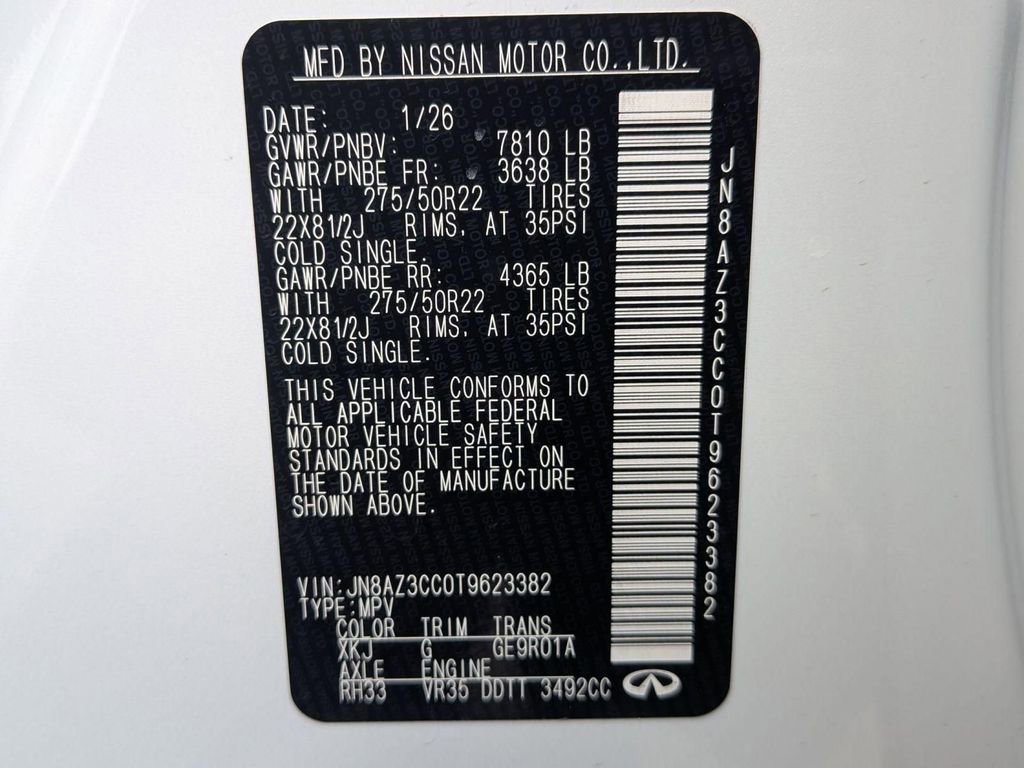 MFD BY NISSAN MOTOR CO.,LTD.
DATE: 1/26
GVWR/PNBV: 7810 LB
GAWR/PNBE FR: 3638 LB
WITH 275/50R22 TIRES
22X81/2J RIMS, AT 35PSI
COLD SINGLE.
GAWR/PNBE RR: 4365 LB
WITH 275/50R22 TIRES
22X81/2J RIMS, AT 35PSI
COLD SINGLE.
THIS VEHICLE CONFORMS TO
ALL APPLICABLE FEDERAL
MOTOR VEHICLE SAFETY
STANDARDS IN EFFECT ON
THE DATE OF MANUFACTURE
SHOWN ABOVE.
VIN:JN8AZ3CC0T9623382
TYPE:MPV
COLOR TRIM TRANS
XKJ G GE9R01A
AXLE ENGINE
RH33 VR35 DDTT 3492CC
JN8AZ3CC0T9623382